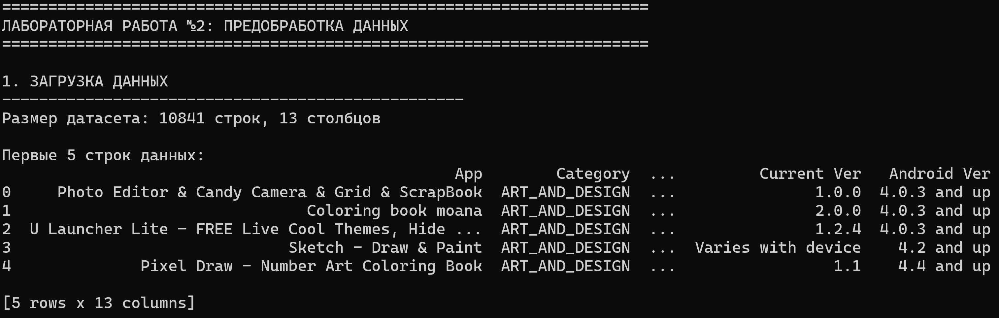 ======================================================================
ЛАБОРАТОРНАЯ РАБОТА №2: ПРЕДОБРАБОТКА ДАННЫХ
======================================================================
1. ЗАГРУЗКА ДАННЫХ
--------------------------------------------------
Размер датасета: 10841 строк, 13 столбцов
Первые 5 строк данных:
                                                 App        Category  ...         Current Ver   Android Ver
0     Photo Editor & Candy Camera & Grid & ScrapBook  ART_AND_DESIGN  ...               1.0.0  4.0.3 and up
1                                Coloring book moana  ART_AND_DESIGN  ...               2.0.0  4.0.3 and up
2  U Launcher Lite – FREE Live Cool Themes, Hide ...  ART_AND_DESIGN  ...               1.2.4  4.0.3 and up
3                              Sketch - Draw & Paint  ART_AND_DESIGN  ...  Varies with device    4.2 and up
4              Pixel Draw - Number Art Coloring Book  ART_AND_DESIGN  ...                 1.1    4.4 and up
[5 rows x 13 columns]